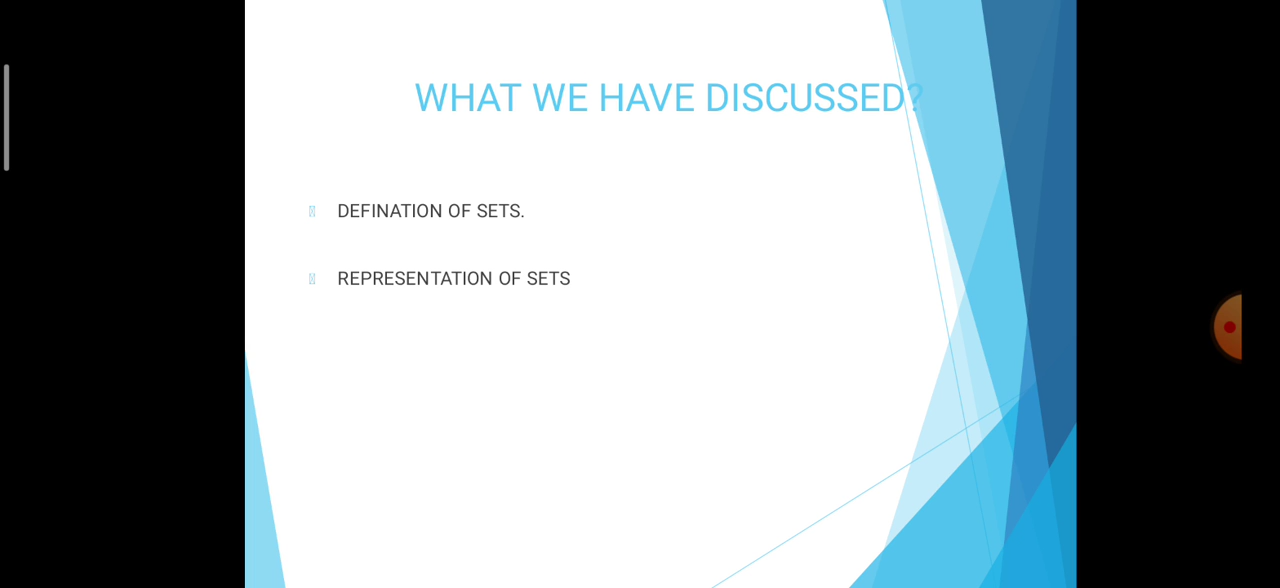 WHAT WE HAVE DISCUSSED?
DEFINATION OF SETS.
REPRESENTATION OF SETS